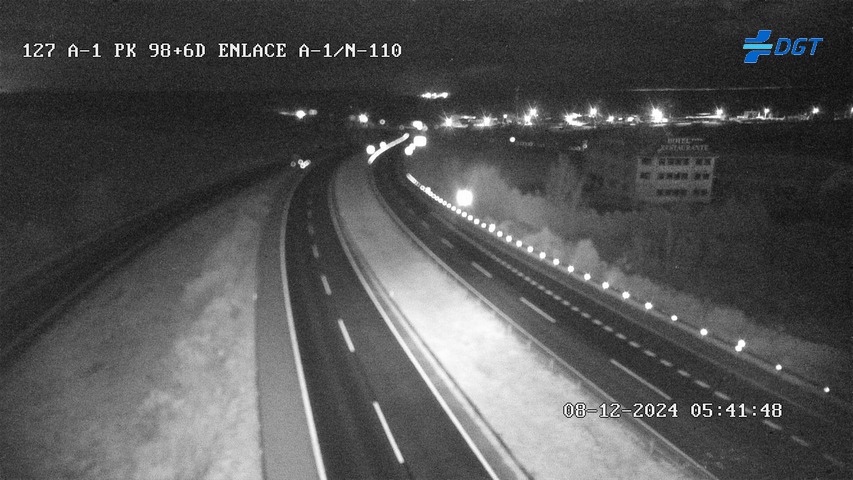 127 A-1 PK 98+6D ENLACE A-1/N-110
DGT
HOTEL
RESTAURANTE
08-12-2024 05:41:48